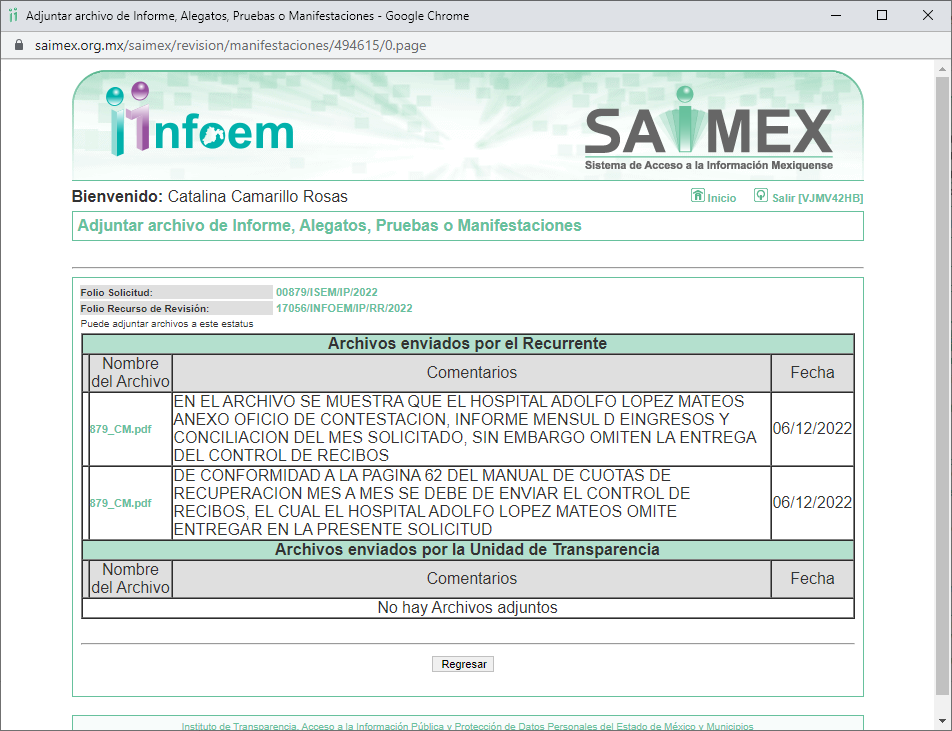 Adjuntar archivo de Informe, Alegatos, Pruebas o Manifestaciones - Google Chrome
saimex.org.mx/saimex/revision/manifestaciones/494615/0.page
infoem
SAIMEX
Sistema de Acceso a la Información Mexiquense
Bienvenido: Catalina Camarillo Rosas
Inicio
Salir [VJMV42HB]
Adjuntar archivo de Informe, Alegatos, Pruebas o Manifestaciones
Folio Solicitud: 00879/ISEM/IP/2022
Folio Recurso de Revisión: 17056/INFOEM/IP/RR/2022
Puede adjuntar archivos a este estatus
Archivos enviados por el Recurrente
Nombre
del Archivo
Comentarios
Fecha
879_CM.pdf
EN EL ARCHIVO SE MUESTRA QUE EL HOSPITAL ADOLFO LOPEZ MATEOS
ANEXO OFICIO DE CONTESTACION, INFORME MENSUL D EINGRESOS Y
CONCILIACION DEL MES SOLICITADO, SIN EMBARGO OMITEN LA ENTREGA
DEL CONTROL DE RECIBOS
06/12/2022
879_CM.pdf
DE CONFORMIDAD A LA PAGINA 62 DEL MANUAL DE CUOTAS DE
RECUPERACION MES A MES SE DEBE DE ENVIAR EL CONTROL DE
RECIBOS, EL CUAL EL HOSPITAL ADOLFO LOPEZ MATEOS OMITE
ENTREGAR EN LA PRESENTE SOLICITUD
06/12/2022
Archivos enviados por la Unidad de Transparencia
Nombre
del Archivo
Comentarios
Fecha
No hay Archivos adjuntos
Regresar
Instituto de Transparencia, Acceso a la Información Pública y Protección de Datos Personales del Estado de México y Municipios